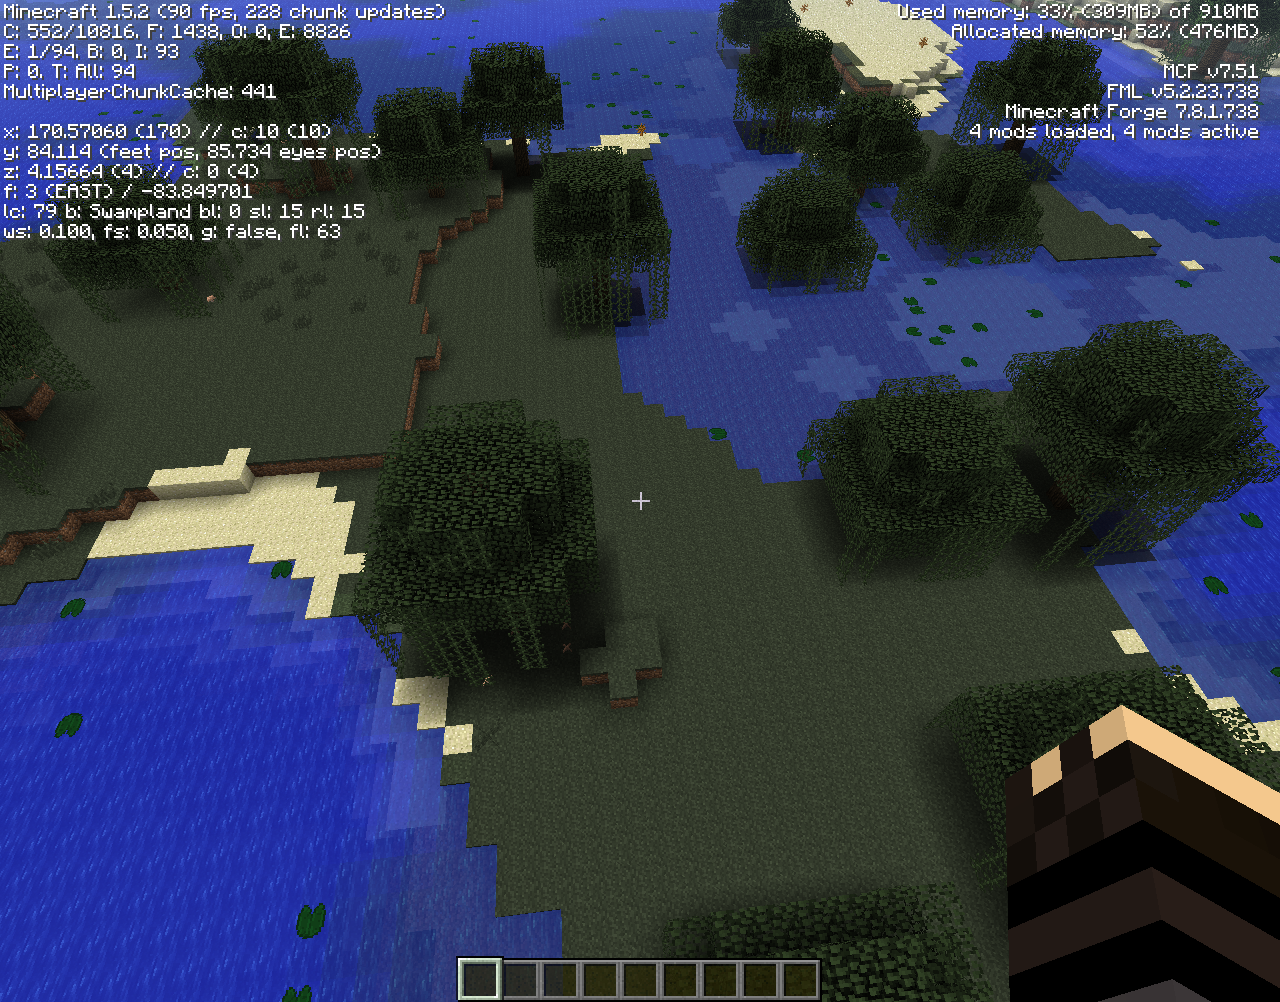 Minecraft 1.5.2 (90 fps, 228 chunk updates)
C: 552/10816. F: 1438, O: 0, E: 8826
E: 1/94. B: 0, I: 93
P: 0. T: All: 94
MultiplayerChunkCache: 441
x: 170.57060 (170) // c: 10 (10)
y: 84.114 (feet pos, 85.734 eyes pos)
z: 4.15664 (4) // c: 0 (4)
f: 3 (EAST) / -83.849701
lc: 79 b: Swampland bl: 0 sl: 15 rl: 15
ws: 0.100, fs: 0.050, g: false, fl: 63
Used memory: 33% (309MB) of 910MB
Allocated memory: 52% (476MB)
MCP v7.51
FML v5.2.23.738
Minecraft Forge 7.8.1.738
4 mods loaded, 4 mods active